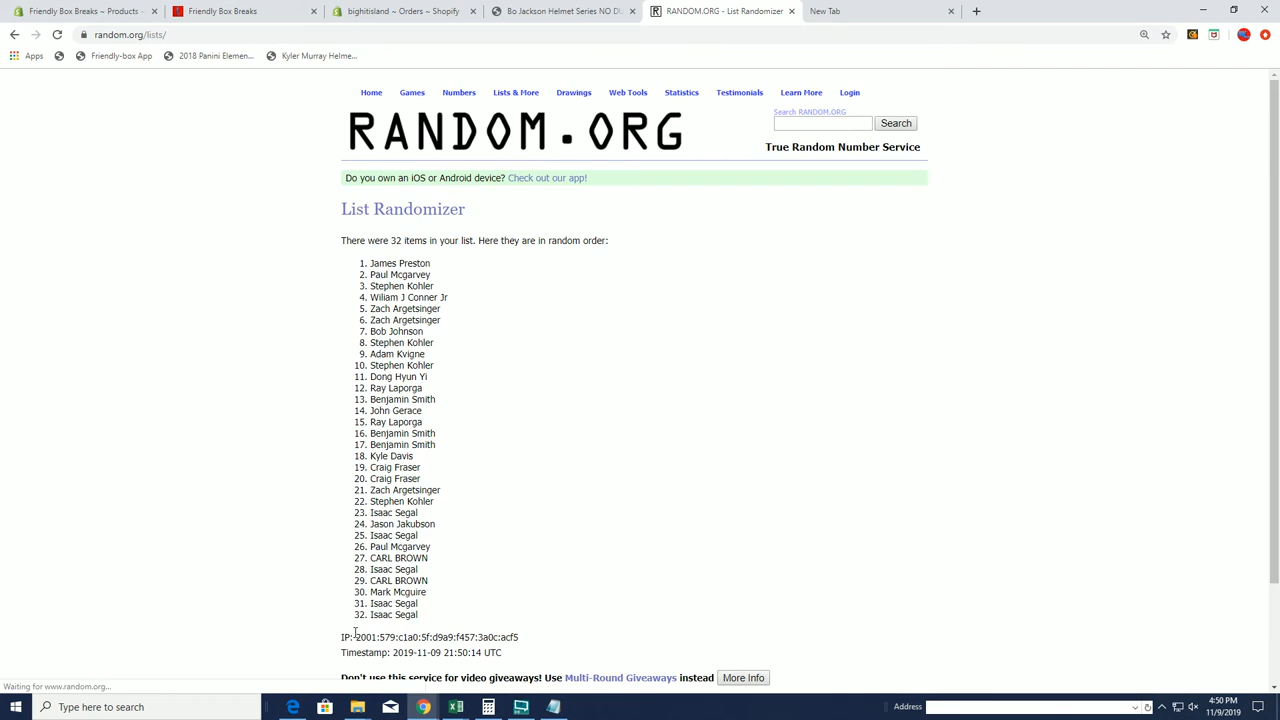 Friendly Box Breaks ~ Products ~
Friendly Box Breaks
bighitisland ~ Orders ~ Shopify
Bo Jackson Helmet Series NO DU
RANDOM.ORG - List Randomizer
New Tab
random.org/lists/
Apps
Friendly-box App
2018 Panini Elemen...
Kyler Murray Helme...
Home Games Numbers Lists & More Drawings Web Tools Statistics Testimonials Learn More Login
RANDOM.ORG
Search RANDOM.ORG
Search
True Random Number Service
Do you own an iOS or Android device? Check out our app!
List Randomizer
There were 32 items in your list. Here they are in random order:
1. James Preston
2. Paul Mcgarvey
3. Stephen Kohler
4. Wiliam J Conner Jr
5. Zach Argetsinger
6. Zach Argetsinger
7. Bob Johnson
8. Stephen Kohler
9. Adam Kvigne
10. Stephen Kohler
11. Dong Hyun Yi
12. Ray Laporga
13. Benjamin Smith
14. John Gerace
15. Ray Laporga
16. Benjamin Smith
17. Benjamin Smith
18. Kyle Davis
19. Craig Fraser
20. Craig Fraser
21. Zach Argetsinger
22. Stephen Kohler
23. Isaac Segal
24. Jason Jakubson
25. Isaac Segal
26. Paul Mcgarvey
27. CARL BROWN
28. Isaac Segal
29. CARL BROWN
30. Mark Mcguire
31. Isaac Segal
32. Isaac Segal
IP: 2001:579:c1a0:5f:d9a9:f457:3a0c:acf5
Timestamp: 2019-11-09 21:50:14 UTC
Don't use this service for video giveaways! Use Multi-Round Giveaways instead
More Info
Waiting for www.random.org...
Type here to search
Address
4:50 PM
11/9/2019